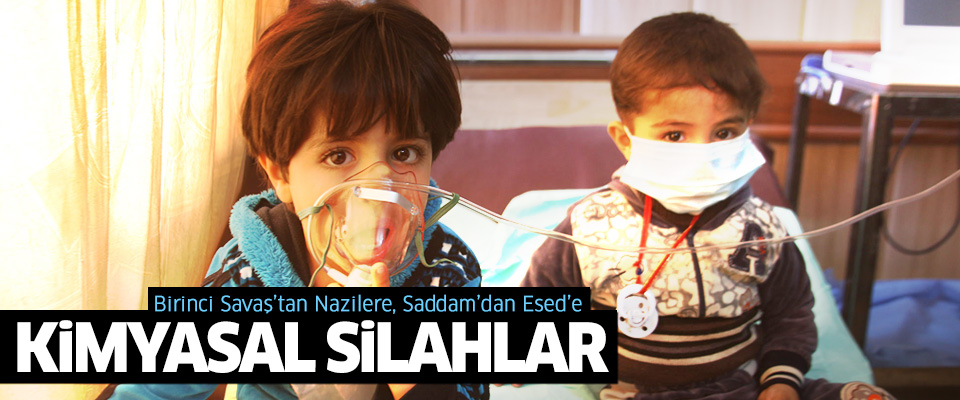 Birinci Savaş'tan Nazilere, Saddam'dan Esed'e
KİMYASAL SİLAHLAR